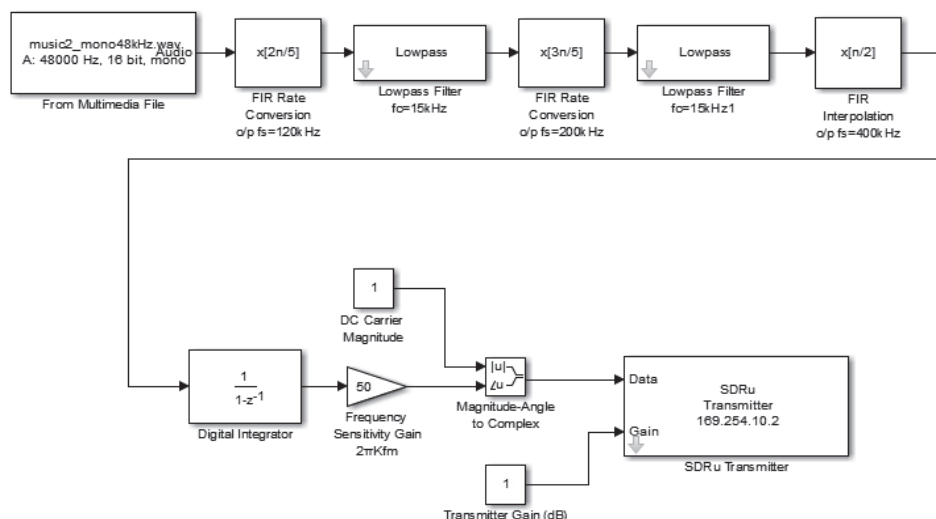 music2_mono48kHz.wav
Audio
A: 48000 Hz, 16 bit, mono
From Multimedia File
x[2n/5]
FIR Rate
Conversion
o/p fs=120kHz
Lowpass
Lowpass Filter
fc=15kHz
x[3n/5]
FIR Rate
Conversion
o/p fs=200kHz
Lowpass
Lowpass Filter
fc=15kHz1
x[n/2]
FIR
Interpolation
o/p fs=400kHz
1
DC Carrier
Magnitude
1
1-z-1
Digital Integrator
50
Frequency
Sensitivity Gain
2πKfm
|u|
∠u
Magnitude-Angle
to Complex
Data
Gain
SDRu
Transmitter
169.254.10.2
SDRu Transmitter
1
Transmitter Gain (dB)